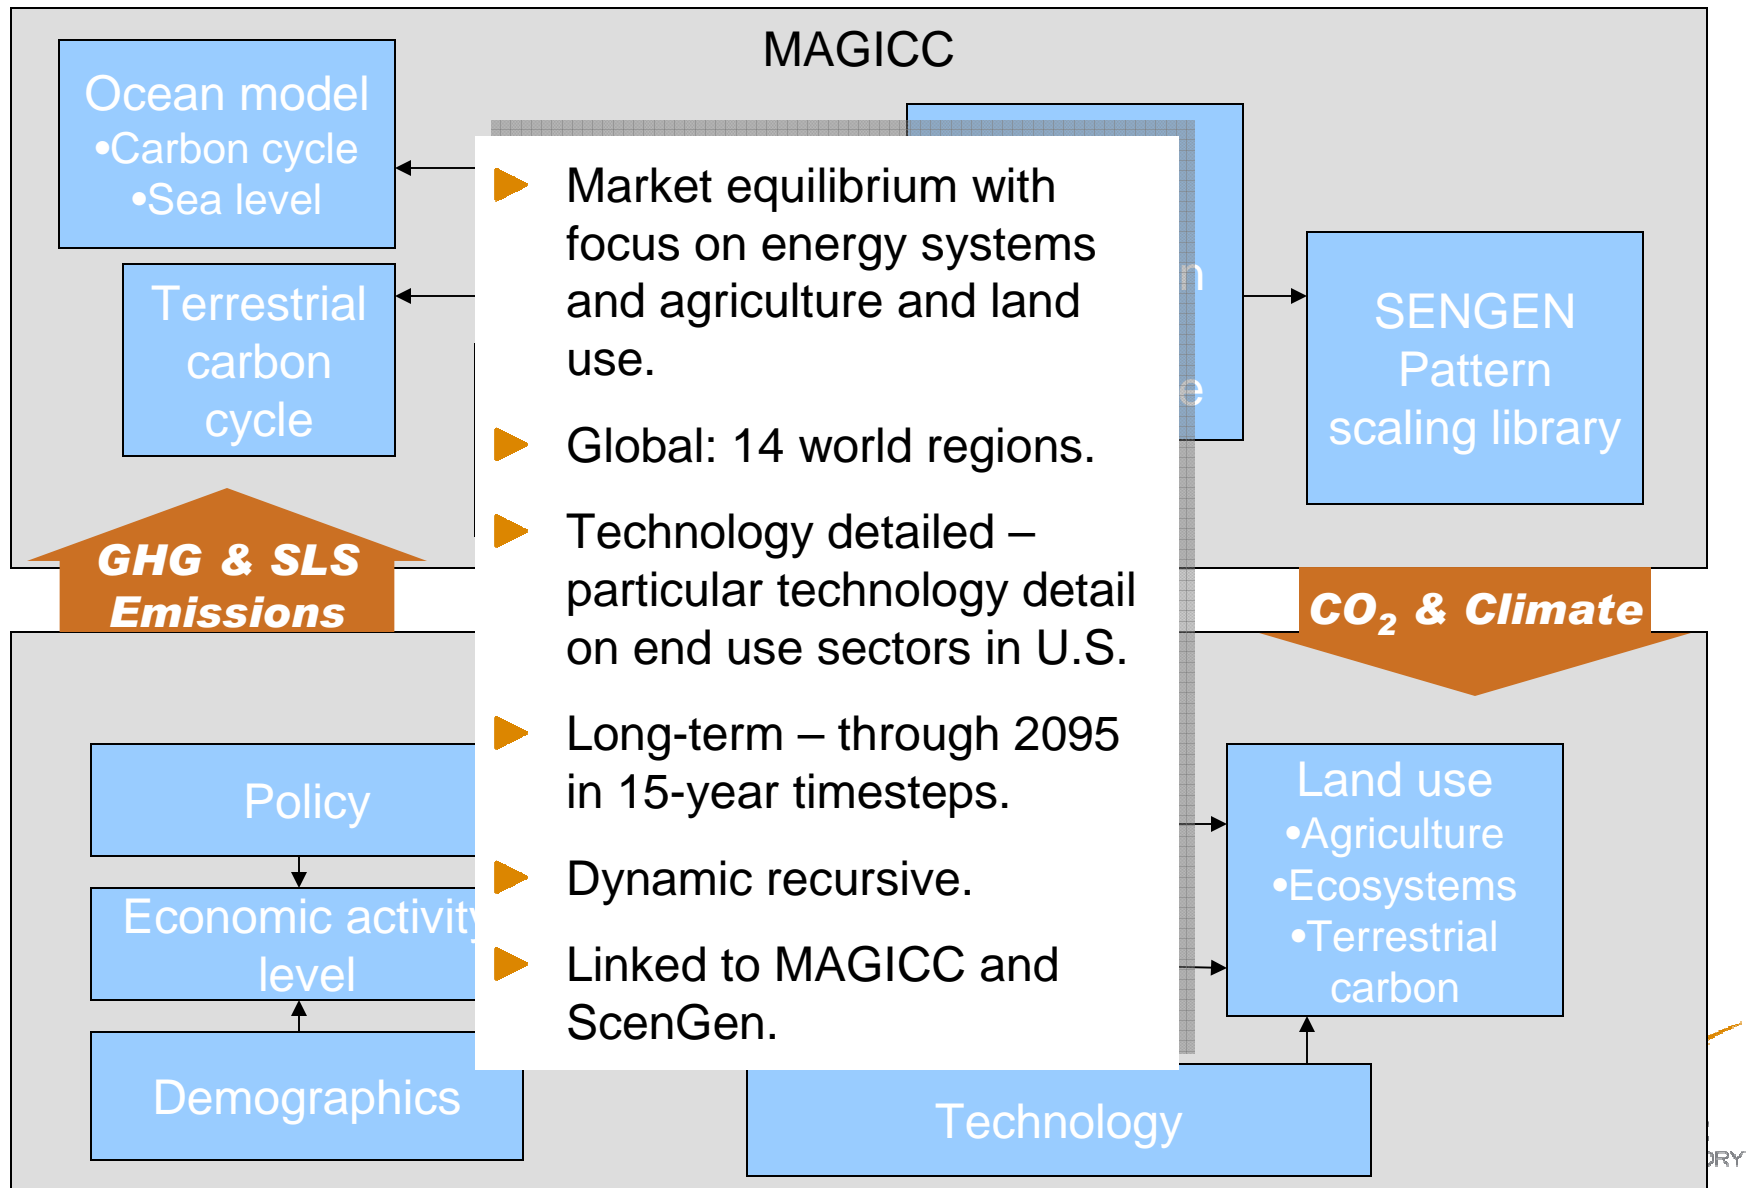 MAGICC
Ocean model
•Carbon cycle
•Sea level
Terrestrial
carbon
cycle
SENGEN
Pattern
scaling library
GHG & SLS
Emissions
CO₂ & Climate
► Market equilibrium with
focus on energy systems
and agriculture and land
use.
► Global: 14 world regions.
► Technology detailed –
particular technology detail
on end use sectors in U.S.
► Long-term – through 2095
in 15-year timesteps.
► Dynamic recursive.
► Linked to MAGICC and
ScenGen.
Policy
Economic activity
level
Demographics
Land use
•Agriculture
•Ecosystems
•Terrestrial
carbon
Technology